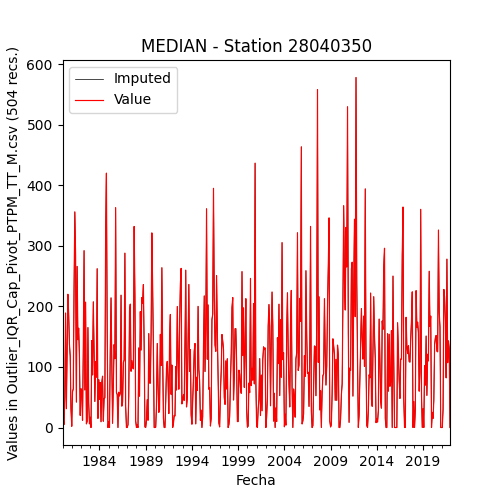 MEDIAN - Station 28040350
Values in Outlier_IQR_Cap_Pivot_PTPM_TT_M.csv (504 recs.)
600
500
400
300
200
100
0
Imputed
Value
1984 1989 1994 1999 2004 2009 2014 2019
Fecha